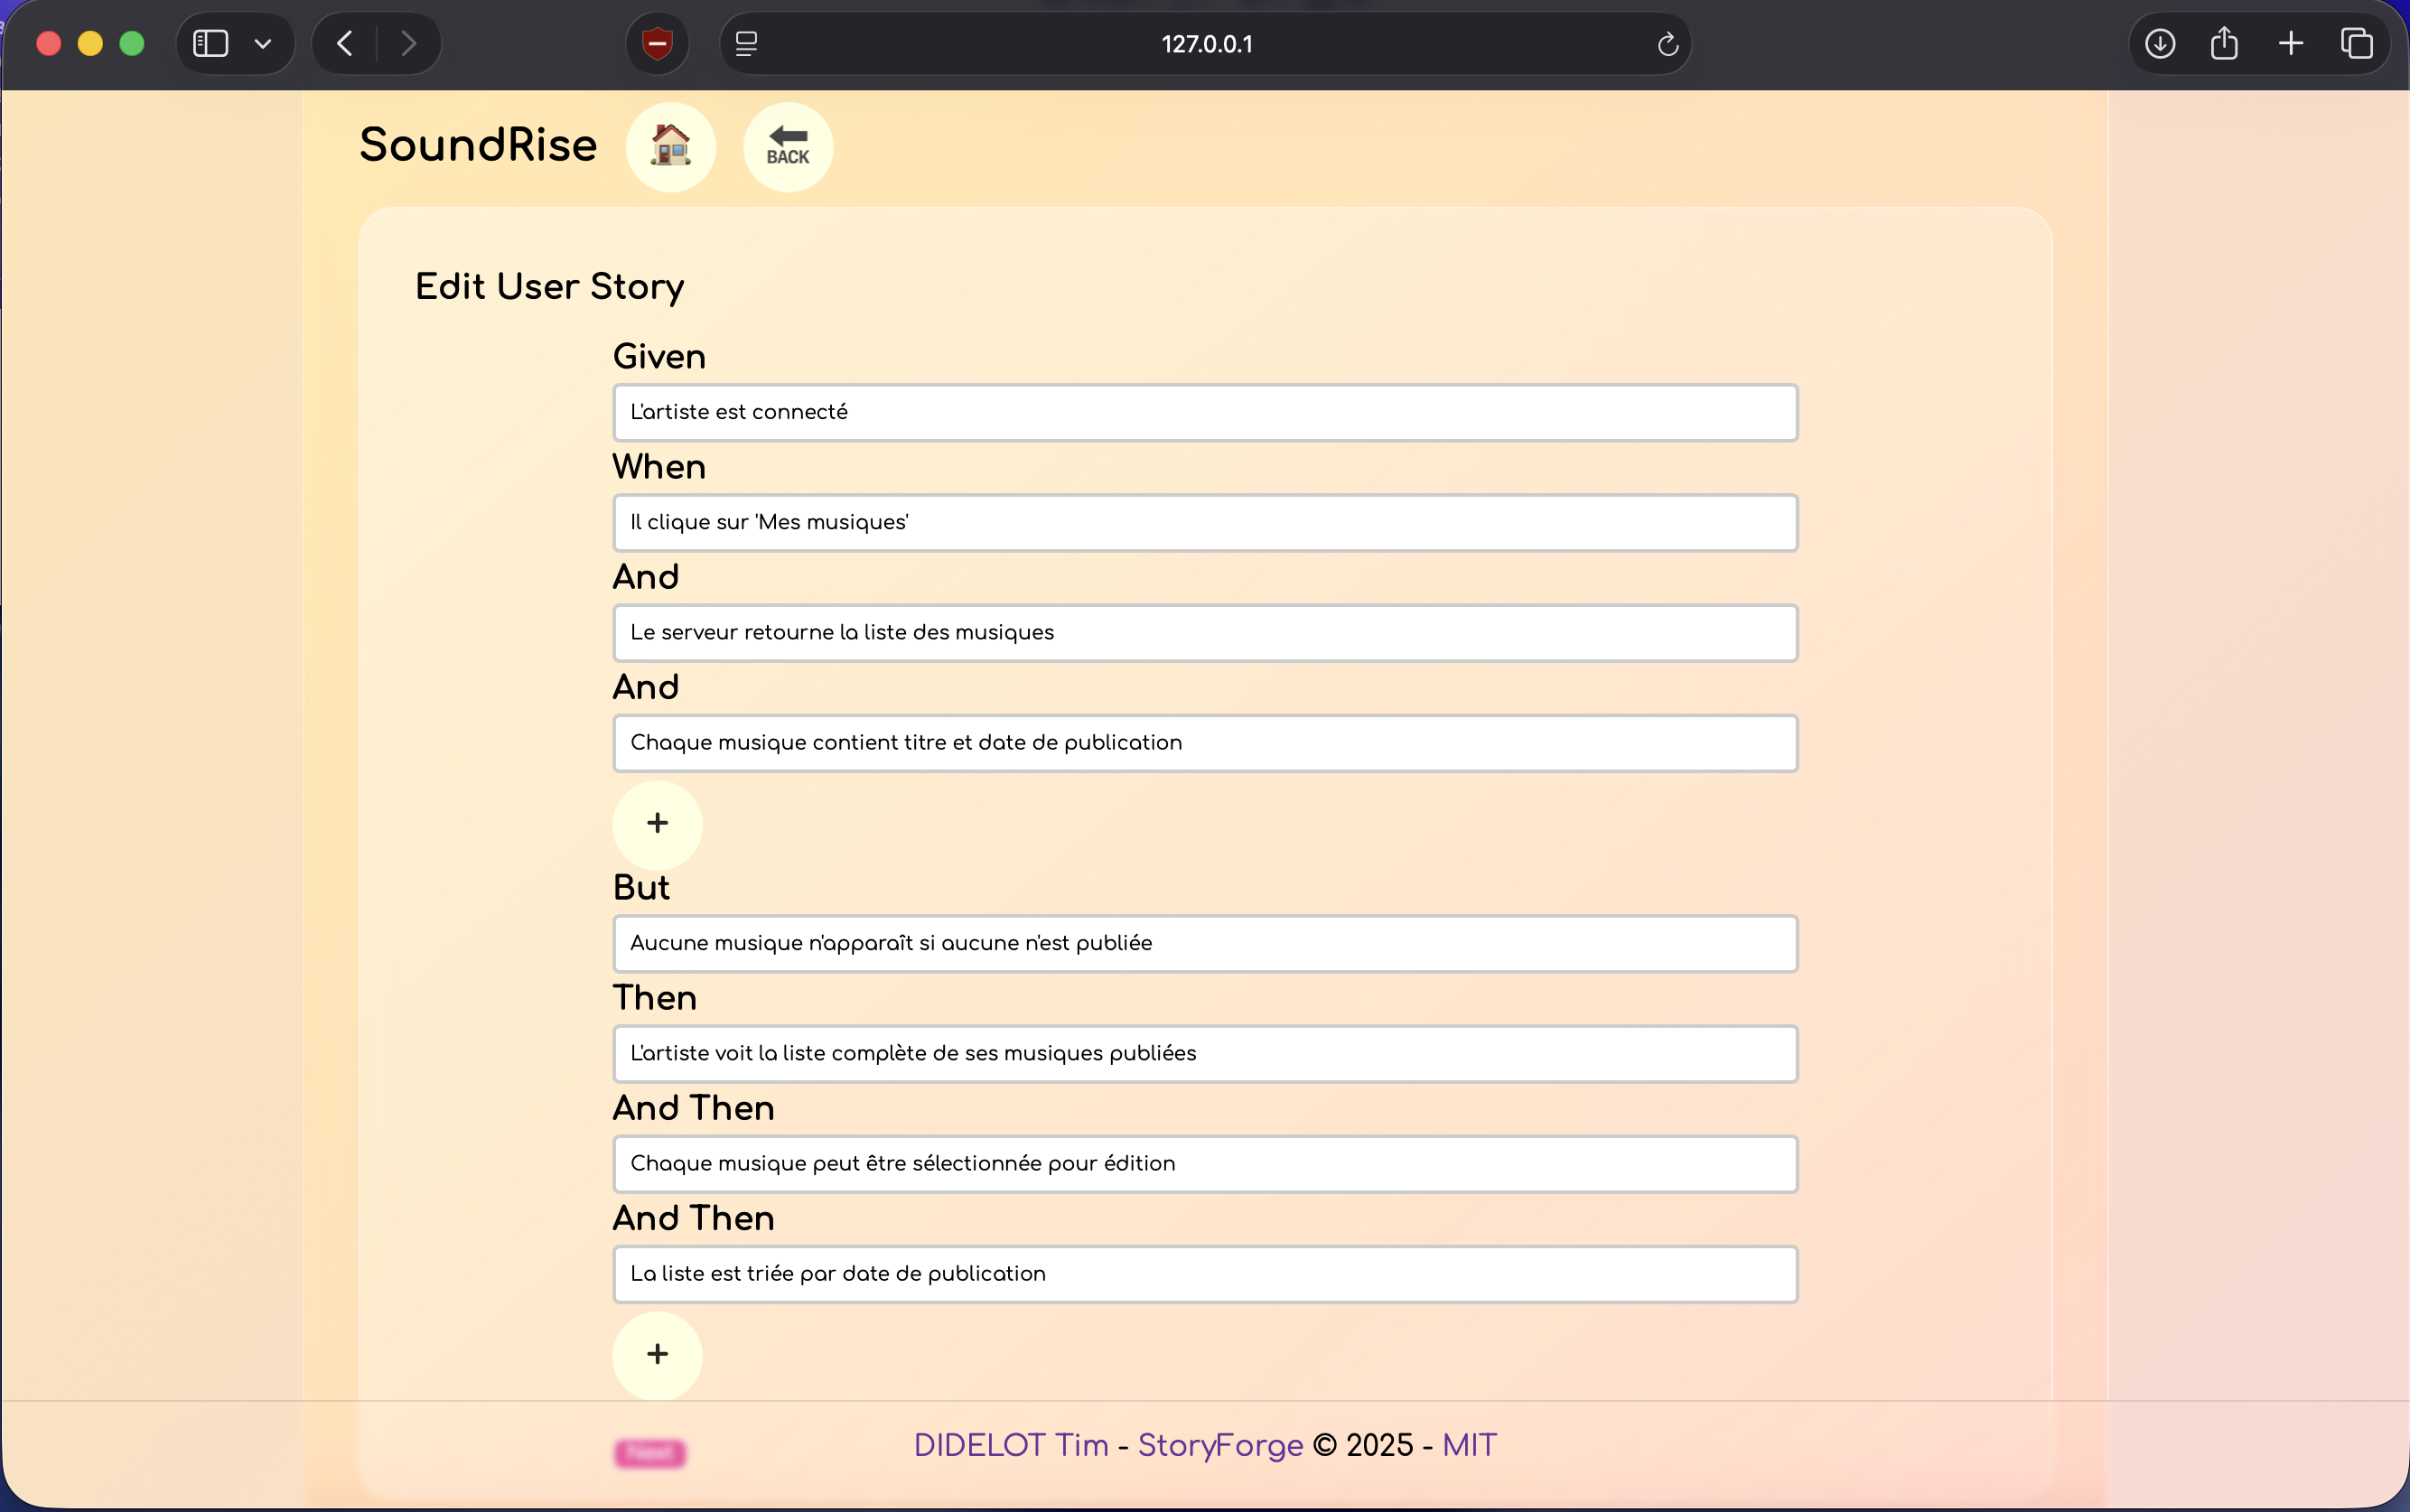 127.0.0.1
SoundRise
BACK
Edit User Story
Given
L'artiste est connecté
When
Il clique sur 'Mes musiques'
And
Le serveur retourne la liste des musiques
And
Chaque musique contient titre et date de publication
+
But
Aucune musique n'apparaît si aucune n'est publiée
Then
L'artiste voit la liste complète de ses musiques publiées
And Then
Chaque musique peut être sélectionnée pour édition
And Then
La liste est triée par date de publication
+
Next
DIDELOT Tim - StoryForge © 2025 - MIT